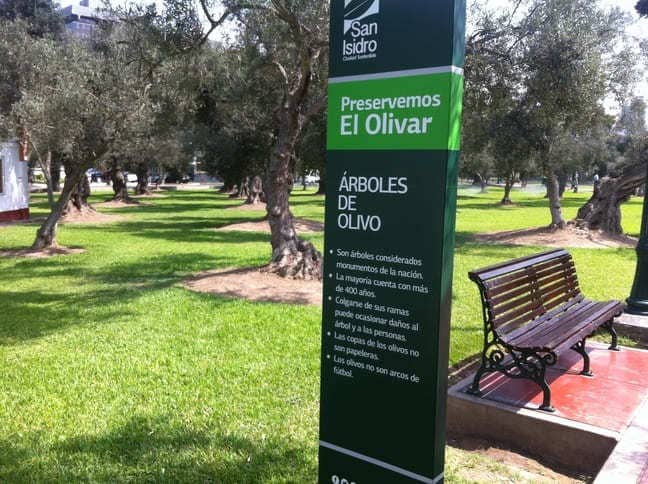 San
Isidro
Ciudad Sostenible
Preservemos
El Olivar
ÁRBOLES
DE
OLIVO
• Son árboles considerados
monumentos de la nación.
• La mayoría cuenta con más
de 400 años.
• Colgarse de sus ramas
puede ocasionar daños al
árbol y a las personas.
• Las copas de los olivos no
son papeleras.
• Los olivos no son arcos de
fútbol.